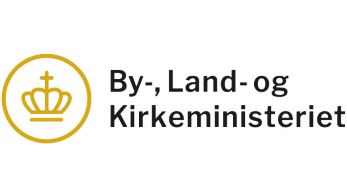 By-, Land- og
Kirkeministeriet